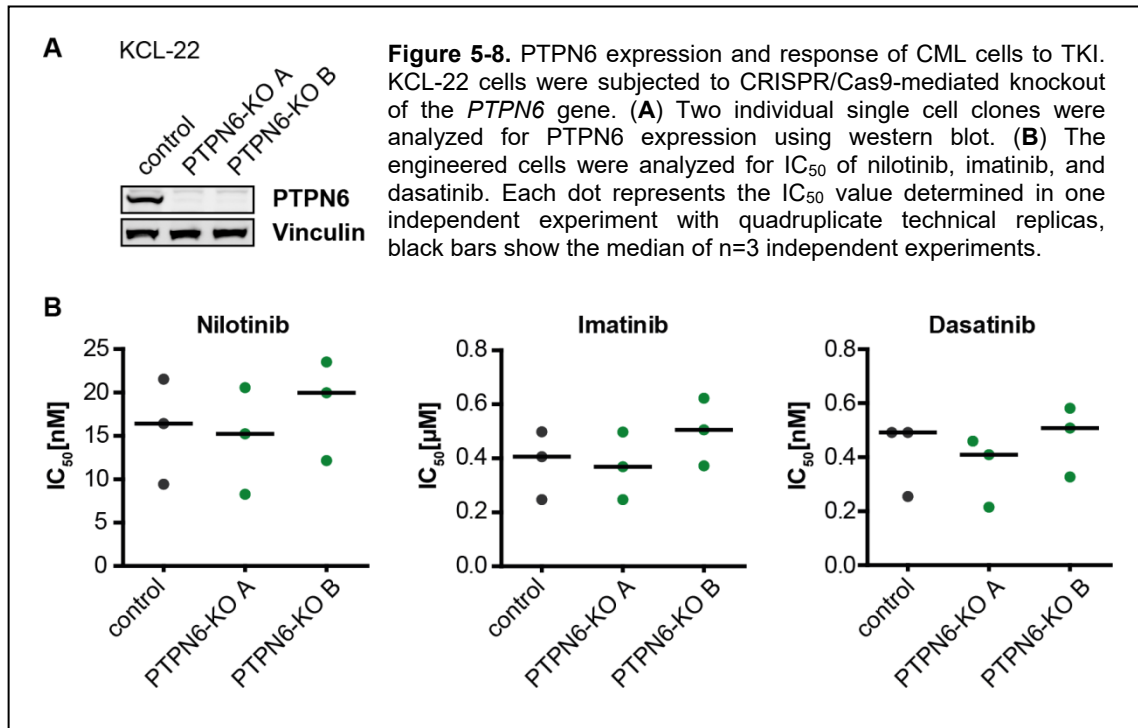 A
KCL-22
control
PTPN6-KO A
PTPN6-KO B
PTPN6
Vinculin
Figure 5-8. PTPN6 expression and response of CML cells to TKI.
KCL-22 cells were subjected to CRISPR/Cas9-mediated knockout
of the PTPN6 gene. (A) Two individual single cell clones were
analyzed for PTPN6 expression using western blot. (B) The
engineered cells were analyzed for IC50 of nilotinib, imatinib, and
dasatinib. Each dot represents the IC50 value determined in one
independent experiment with quadruplicate technical replicas,
black bars show the median of n=3 independent experiments.
B
Nilotinib
IC50[nM]
25
20
15
10
5
0
control
PTPN6-KO A
PTPN6-KO B
Imatinib
IC50[µM]
0.8
0.6
0.4
0.2
0.0
control
PTPN6-KO A
PTPN6-KO B
Dasatinib
IC50[nM]
0.8
0.6
0.4
0.2
0.0
control
PTPN6-KO A
PTPN6-KO B